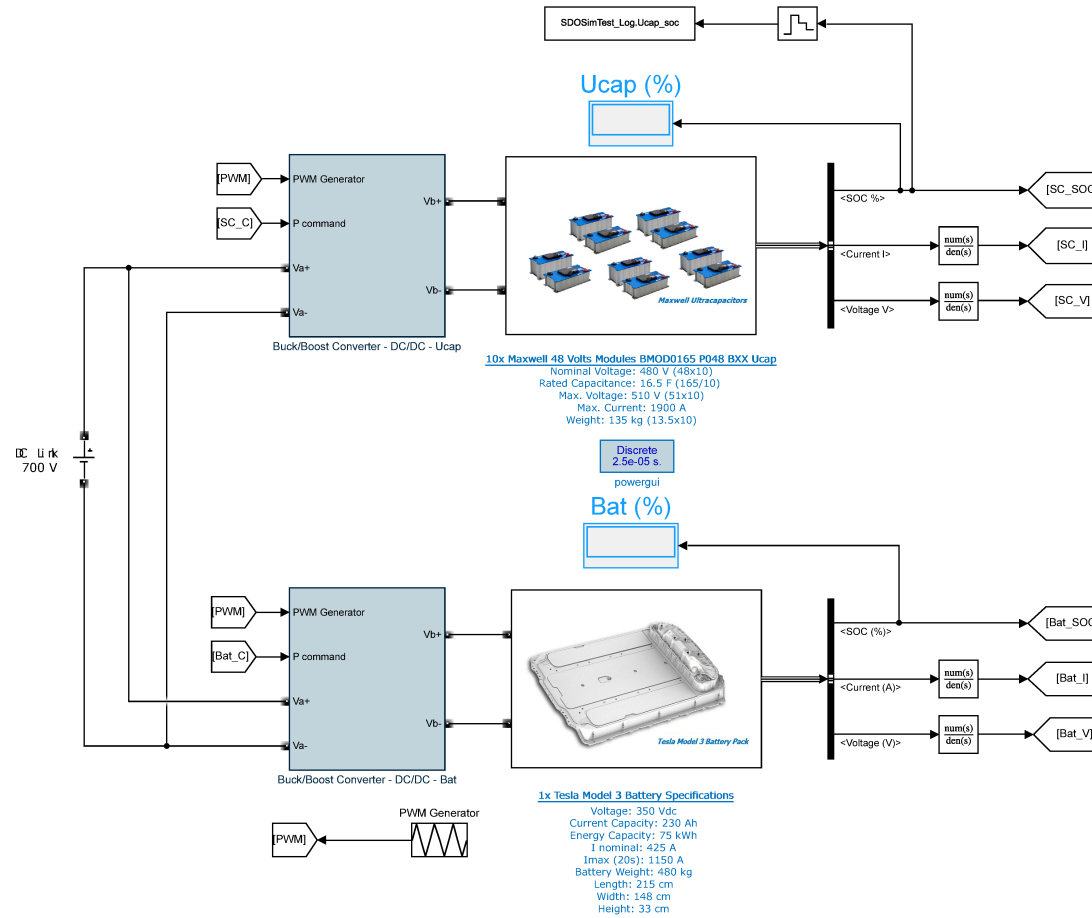 SDOSimTest_Log.Ucap_soc
Ucap (%)
[PWM]
PWM Generator
[SC_C]
P command
Va+
Va-
Vb+
Vb-
Buck/Boost Converter - DC/DC - Ucap
Maxwell Ultracapacitors
<SOC %>
<Current I>
<Voltage V>
num(s)
den(s)
num(s)
den(s)
[SC_SOC
[SC_I]
[SC_V]
10x Maxwell 48 Volts Modules BMOD0165 P048 BXX Ucap
Nominal Voltage: 480 V (48x10)
Rated Capacitance: 16.5 F (165/10)
Max. Voltage: 510 V (51x10)
Max. Current: 1900 A
Weight: 135 kg (13.5x10)
DC Link
700 V
Discrete
2.5e-05 s.
powergui
Bat (%)
[PWM]
PWM Generator
[Bat_C]
P command
Va+
Va-
Vb+
Vb-
Buck/Boost Converter - DC/DC - Bat
Tesla Model 3 Battery Pack
<SOC (%)>
<Current (A)>
<Voltage (V)>
num(s)
den(s)
num(s)
den(s)
[Bat_SOC
[Bat_I]
[Bat_V]
1x Tesla Model 3 Battery Specifications
Voltage: 350 Vdc
Current Capacity: 230 Ah
Energy Capacity: 75 kWh
I nominal: 425 A
Imax (20s): 1150 A
Battery Weight: 480 kg
Length: 215 cm
Width: 148 cm
Height: 33 cm
PWM Generator
[PWM]